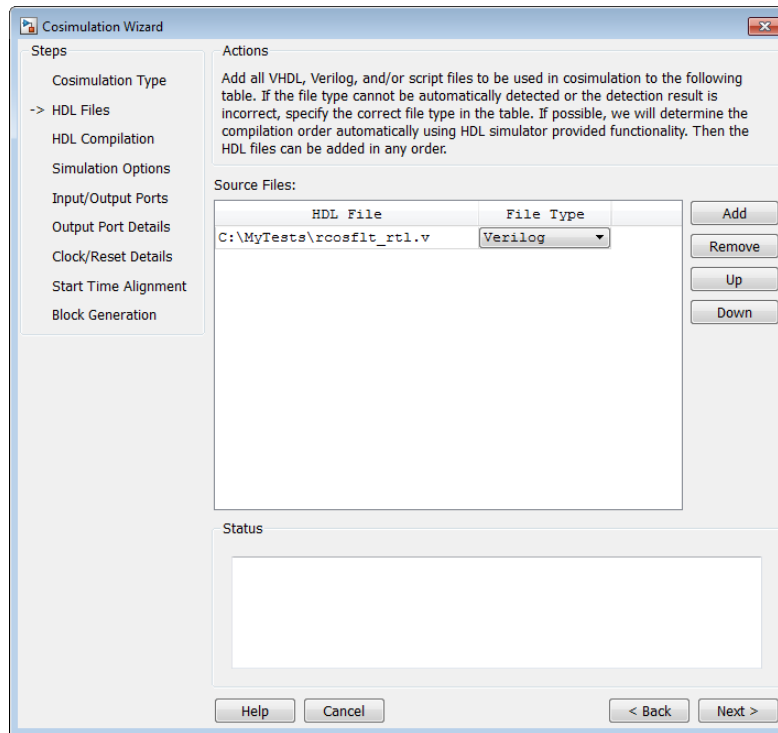 Cosimulation Wizard
Steps
Cosimulation Type
-> HDL Files
HDL Compilation
Simulation Options
Input/Output Ports
Output Port Details
Clock/Reset Details
Start Time Alignment
Block Generation
Actions
Add all VHDL, Verilog, and/or script files to be used in cosimulation to the following
table. If the file type cannot be automatically detected or the detection result is
incorrect, specify the correct file type in the table. If possible, we will determine the
compilation order automatically using HDL simulator provided functionality. Then the
HDL files can be added in any order.
Source Files:
HDL File File Type
C:\MyTests\rcosflt_rtl.v Verilog
Add
Remove
Up
Down
Status
Help Cancel < Back Next >